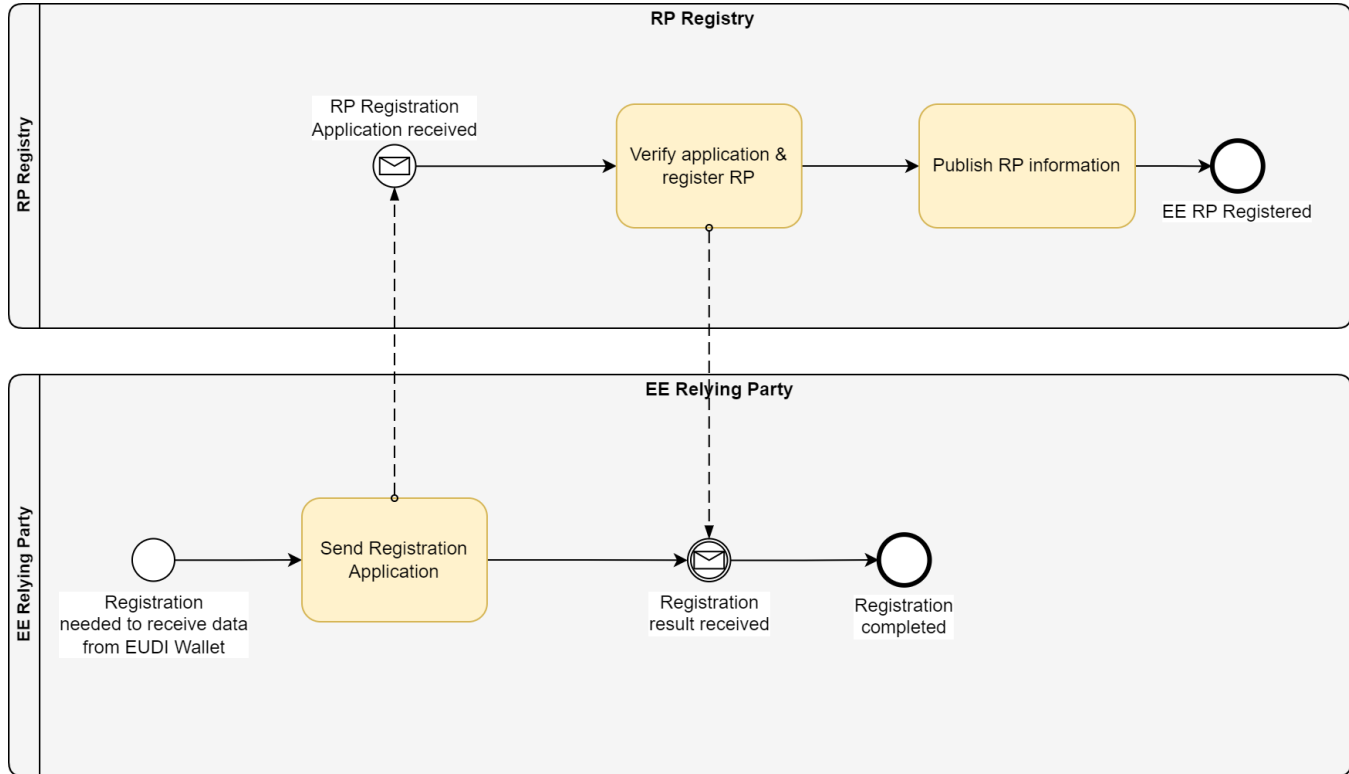 RP Registry
RP Registry
RP Registration
Application received
Verify application &
register RP
Publish RP information
EE RP Registered
EE Relying Party
EE Relying Party
Send Registration
Application
Registration
needed to receive data
from EUDI Wallet
Registration
result received
Registration
completed